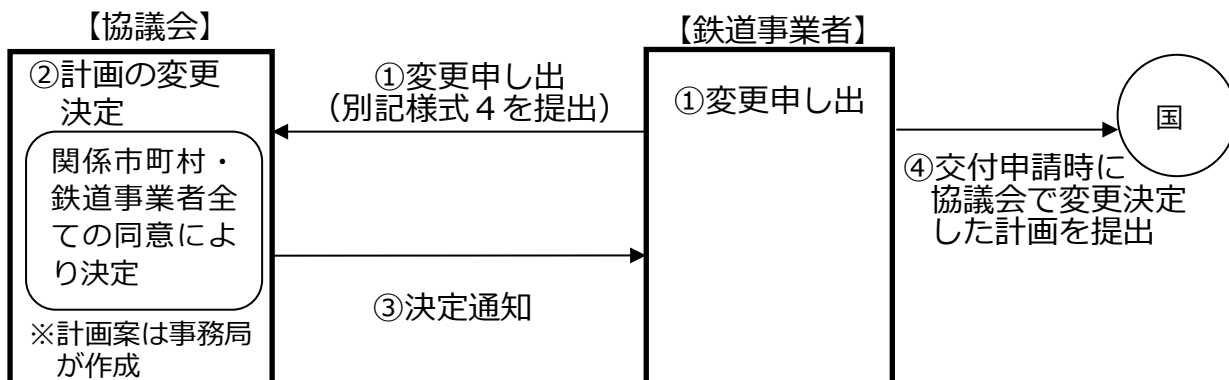 【協議会】
②計画の変更
決定
関係市町村・
鉄道事業者全
ての同意によ
り決定
※計画案は事務局
が作成
①変更申し出
(別記様式4を提出)
③決定通知
【鉄道事業者】
①変更申し出
④交付申請時に
協議会で変更決定
した計画を提出
国